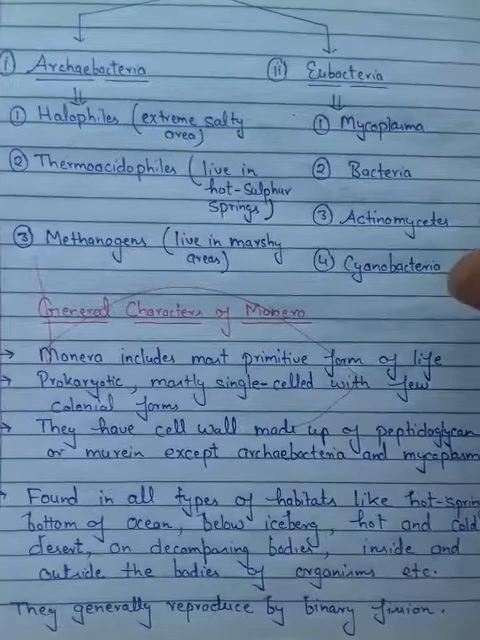 (i) Archaebacteria (ii) Eubacteria
① Halophiles (extreme salty area) ① Mycoplasma
② Thermoacidophiles (live in hot-sulphur springs) ② Bacteria
③ Actinomycetes
③ Methanogens (live in marshy areas) ④ Cyanobacteria
General Characters of Monera
→ Monera includes most primitive form of life
→ Prokaryotic, mostly single-celled with few
colonial forms
→ They have cell wall made up of peptidoglycan
or murein except archaebacteria and mycoplasm
→ Found in all types of habitats like hot-sprin
bottom of ocean, below iceberg, hot and cold
desert, on decomposing bodies, inside and
outside the bodies of organisms etc.
They generally reproduce by binary fission.